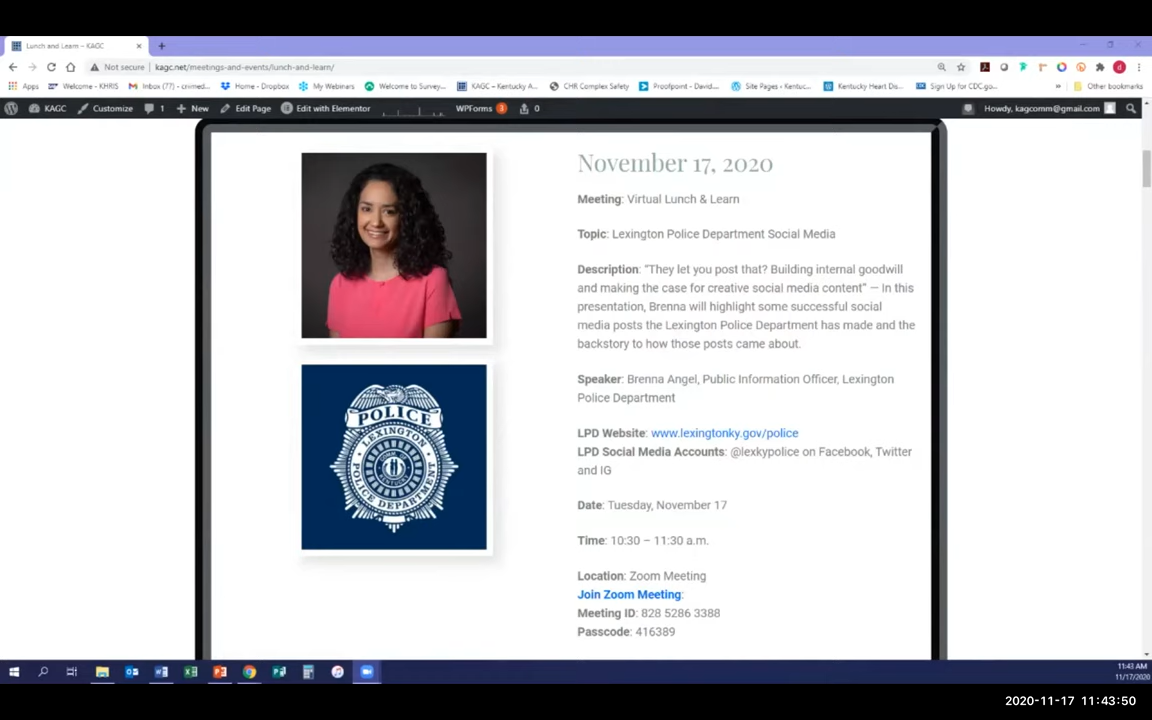 Lunch and Learn – KAGC
Not secure | kagc.net/meetings-and-events/lunch-and-learn/
Apps
Welcome - KHRIS
Inbox (77) - cnimed...
Home - Dropbox
My Webinars
Welcome to Survey...
KAGC – Kentucky A...
CHR Complex Safety
Proofpoint - David...
Site Pages - Kentuc...
Kentucky Heart Dis...
Sign Up for CDC.go...
Other bookmarks
KAGC
Customize
1
New
Edit Page
Edit with Elementor
WPForms 3
0
Howdy, kagcomm@gmail.com
November 17, 2020
Meeting: Virtual Lunch & Learn
Topic: Lexington Police Department Social Media
Description: “They let you post that? Building internal goodwill
and making the case for creative social media content” — In this
presentation, Brenna will highlight some successful social
media posts the Lexington Police Department has made and the
backstory to how those posts came about.
Speaker: Brenna Angel, Public Information Officer, Lexington
Police Department
LPD Website: www.lexingtonky.gov/police
LPD Social Media Accounts: @lexkypolice on Facebook, Twitter
and IG
Date: Tuesday, November 17
Time: 10:30 – 11:30 a.m.
Location: Zoom Meeting
Join Zoom Meeting:
Meeting ID: 828 5286 3388
Passcode: 416389
POLICE
LEXINGTON
POLICE DEPARTMENT
11:43 AM
11/17/2020
2020-11-17 11:43:50